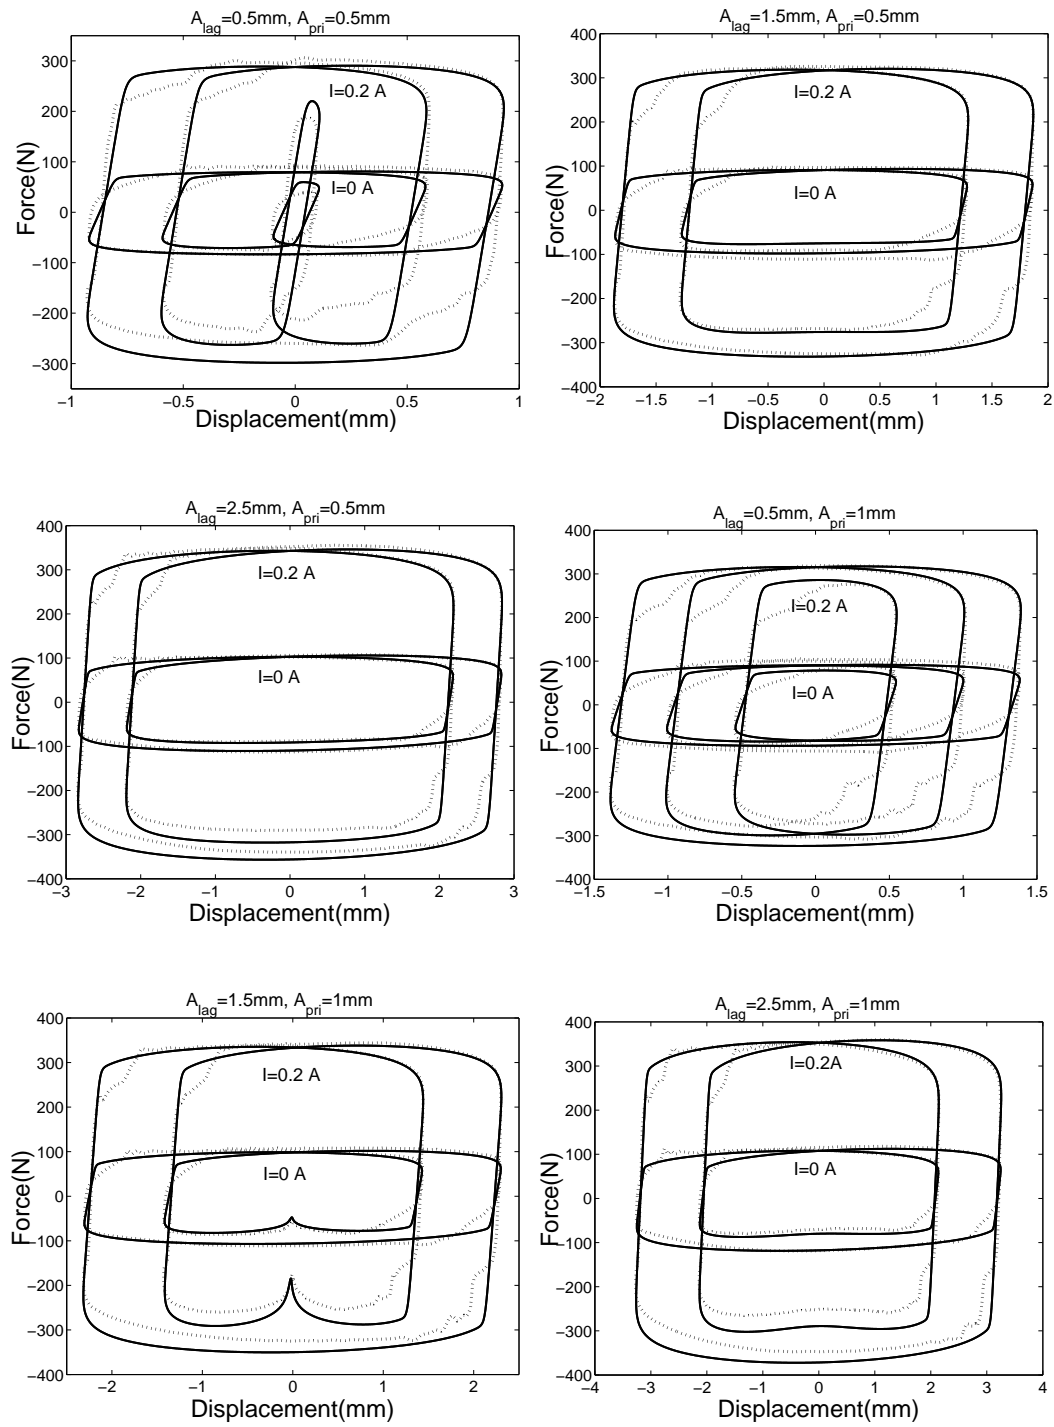 A_lag=0.5mm, A_pri=0.5mm
300
200
100
0
−100
−200
−300
Force(N)
I=0.2 A
I=0 A
−1 −0.5 0 0.5 1
Displacement(mm)
A_lag=1.5mm, A_pri=0.5mm
400
300
200
100
0
−100
−200
−300
−400
Force(N)
I=0.2 A
I=0 A
−2 −1.5 −1 −0.5 0 0.5 1 1.5 2
Displacement(mm)
A_lag=2.5mm, A_pri=0.5mm
400
300
200
100
0
−100
−200
−300
−400
Force(N)
I=0.2 A
I=0 A
−3 −2 −1 0 1 2 3
Displacement(mm)
A_lag=0.5mm, A_pri=1mm
400
300
200
100
0
−100
−200
−300
−400
Force(N)
I=0.2 A
I=0 A
−1.5 −1 −0.5 0 0.5 1 1.5
Displacement(mm)
A_lag=1.5mm, A_pri=1mm
400
300
200
100
0
−100
−200
−300
−400
Force(N)
I=0.2 A
I=0 A
−2 −1 0 1 2
Displacement(mm)
A_lag=2.5mm, A_pri=1mm
400
300
200
100
0
−100
−200
−300
−400
Force(N)
I=0.2A
I=0 A
−4 −3 −2 −1 0 1 2 3 4
Displacement(mm)